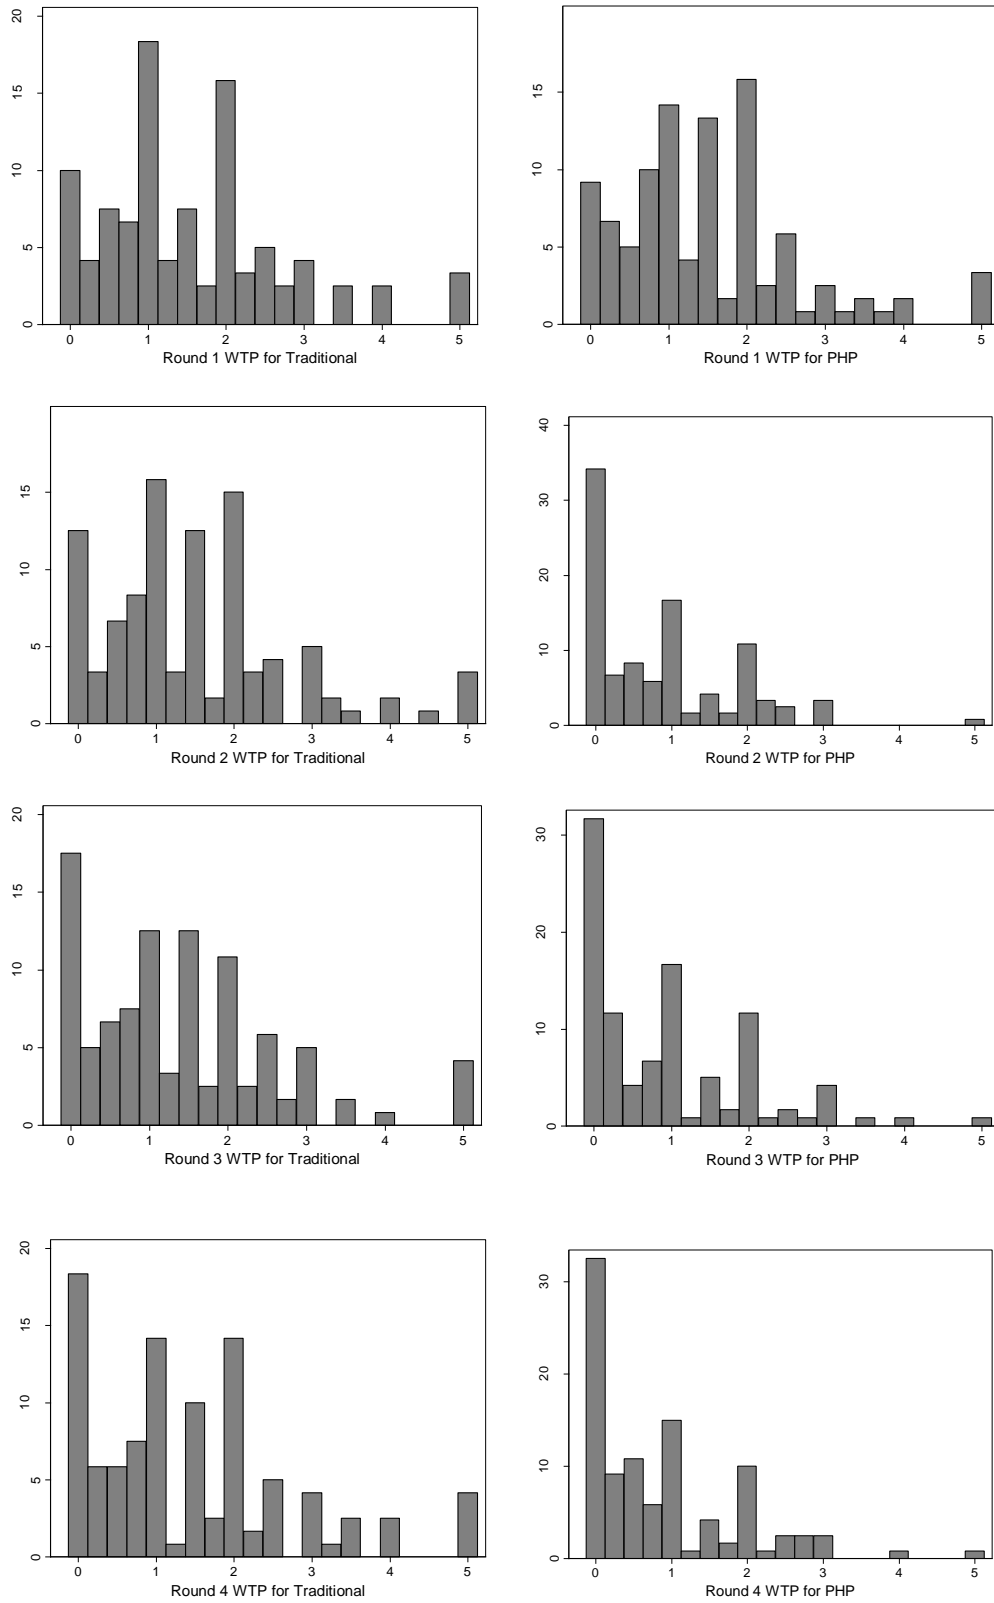 20
15
10
5
0
0 1 2 3 4 5
Round 1 WTP for Traditional
15
10
5
0
0 1 2 3 4 5
Round 1 WTP for PHP
15
10
5
0
0 1 2 3 4 5
Round 2 WTP for Traditional
40
30
20
10
0
0 1 2 3 4 5
Round 2 WTP for PHP
20
15
10
5
0
0 1 2 3 4 5
Round 3 WTP for Traditional
30
20
10
0
0 1 2 3 4 5
Round 3 WTP for PHP
20
15
10
5
0
0 1 2 3 4 5
Round 4 WTP for Traditional
30
20
10
0
0 1 2 3 4 5
Round 4 WTP for PHP